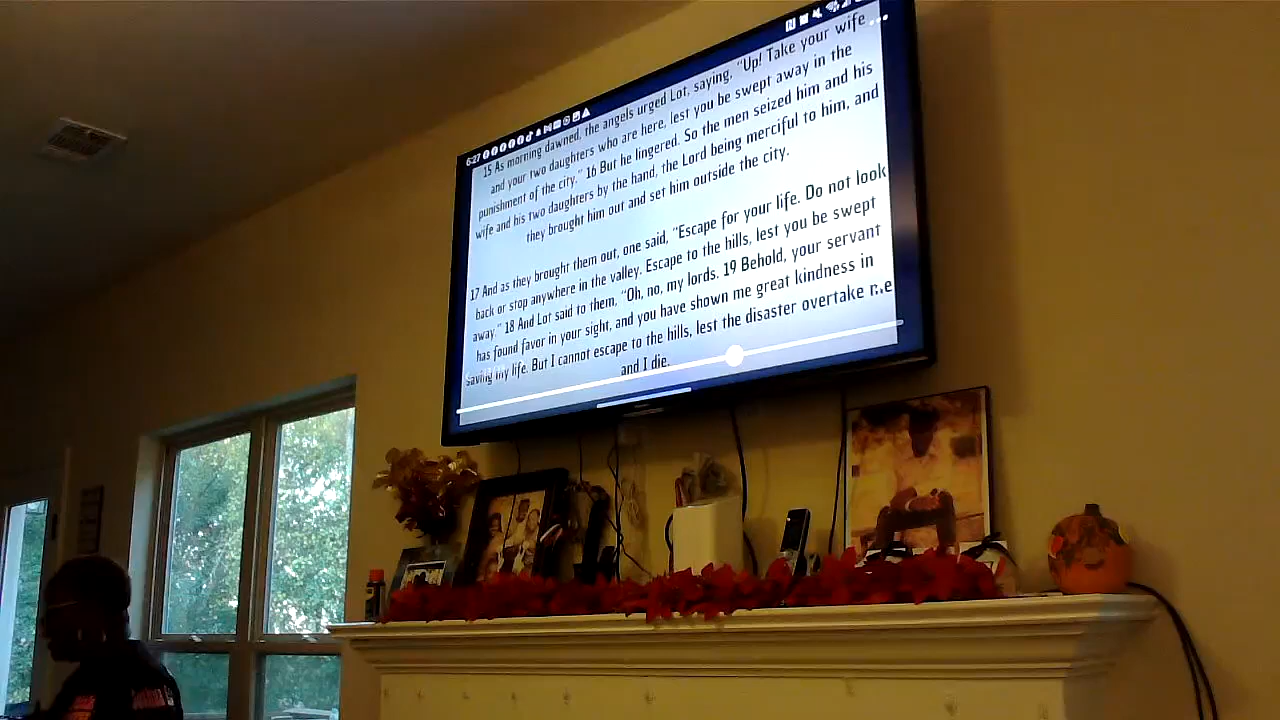 6:27
15 As morning dawned, the angels urged Lot, saying, "Up! Take your wife
and your two daughters who are here, lest you be swept away in the
punishment of the city." 16 But he lingered. So the men seized him and his
wife and his two daughters by the hand, the Lord being merciful to him, and
they brought him out and set him outside the city.
17 And as they brought them out, one said, "Escape for your life. Do not look
back or stop anywhere in the valley. Escape to the hills, lest you be swept
away." 18 And Lot said to them, "Oh, no, my lords. 19 Behold, your servant
has found favor in your sight, and you have shown me great kindness in
saving my life. But I cannot escape to the hills, lest the disaster overtake me
and I die.